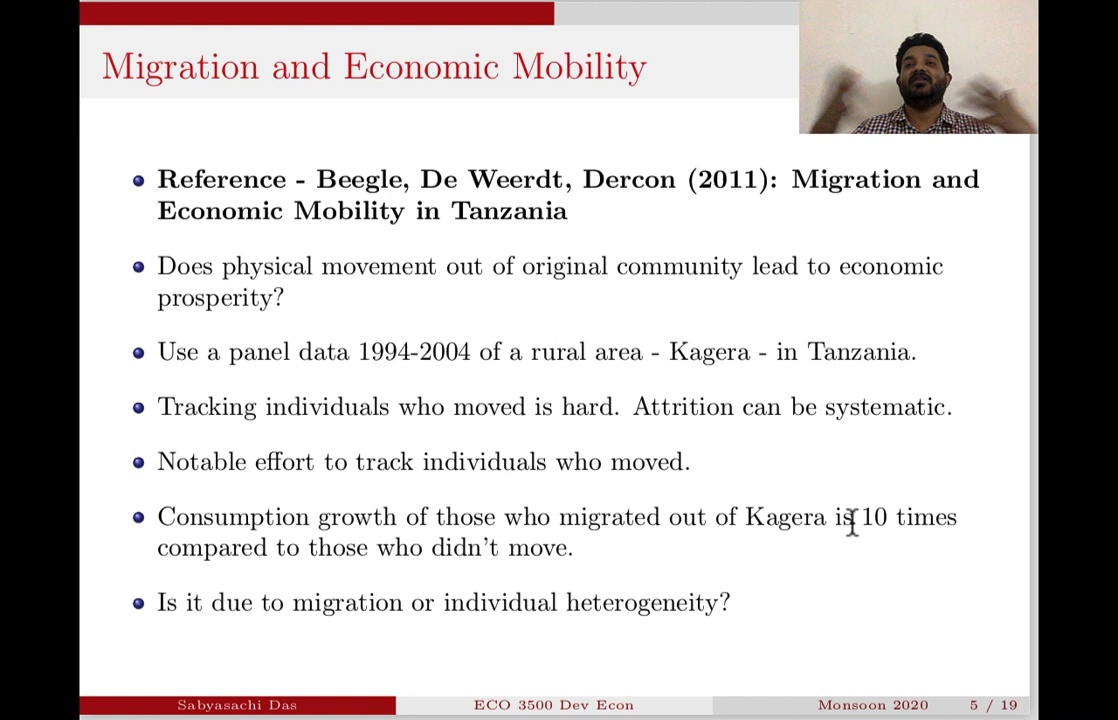 Migration and Economic Mobility
Reference - Beegle, De Weerdt, Dercon (2011): Migration and
Economic Mobility in Tanzania
Does physical movement out of original community lead to economic
prosperity?
Use a panel data 1994-2004 of a rural area - Kagera - in Tanzania.
Tracking individuals who moved is hard. Attrition can be systematic.
Notable effort to track individuals who moved.
Consumption growth of those who migrated out of Kagera is 10 times
compared to those who didn't move.
Is it due to migration or individual heterogeneity?
Sabyasachi Das ECO 3500 Dev Econ Monsoon 2020 5 / 19